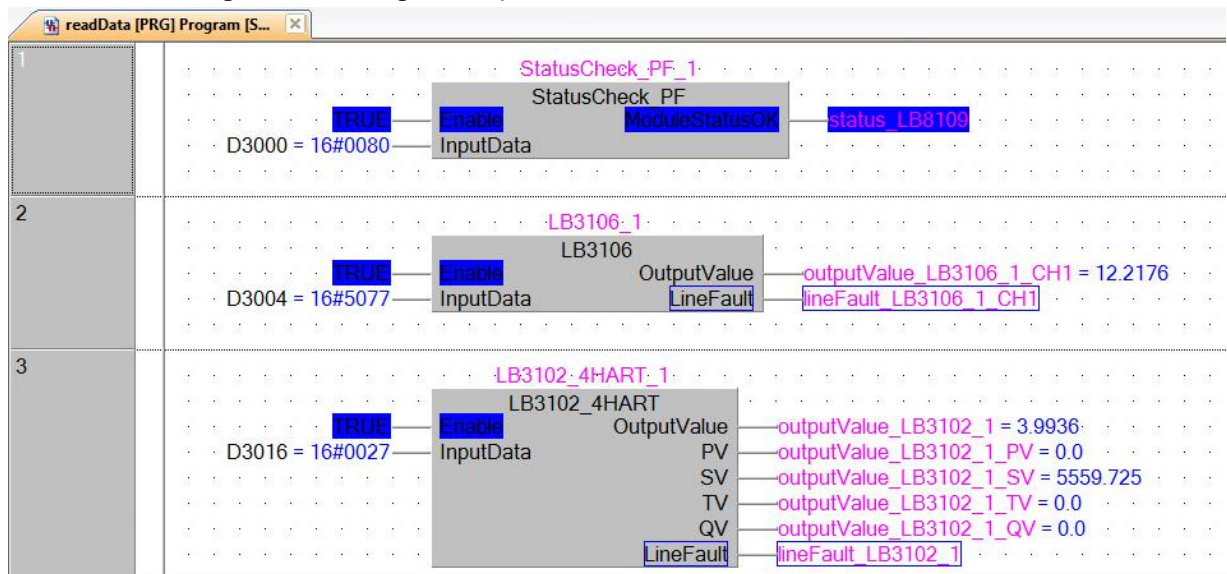 readData [PRG] Program [S...
1
StatusCheck_PF_1
StatusCheck_PF
TRUE Enable ModuleStatusOK status_LB8109
D3000 = 16#0080 InputData
2
LB3106_1
LB3106
TRUE Enable OutputValue outputValue_LB3106_1_CH1 = 12.2176
D3004 = 16#5077 InputData LineFault lineFault_LB3106_1_CH1
3
LB3102_4HART_1
LB3102_4HART
TRUE Enable OutputValue outputValue_LB3102_1 = 3.9936
D3016 = 16#0027 InputData PV outputValue_LB3102_1_PV = 0.0
SV outputValue_LB3102_1_SV = 5559.725
TV outputValue_LB3102_1_TV = 0.0
QV outputValue_LB3102_1_QV = 0.0
LineFault lineFault_LB3102_1